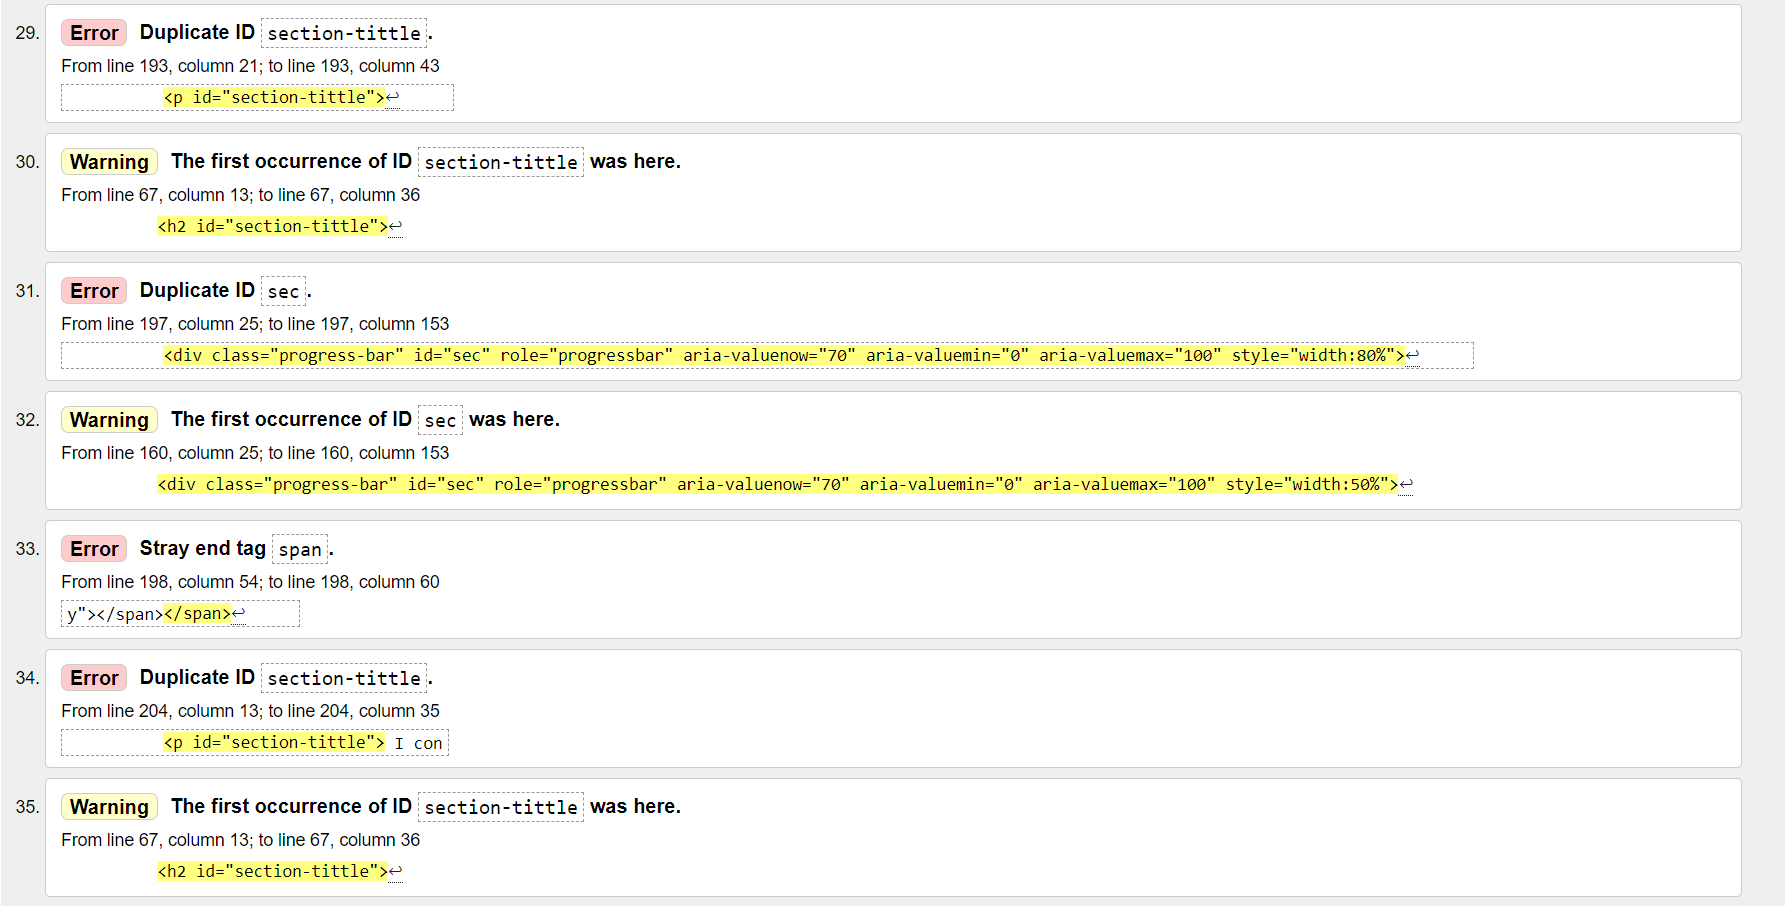 29. Error Duplicate ID section-tittle.
From line 193, column 21; to line 193, column 43
<p id="section-tittle">↩
30. Warning The first occurrence of ID section-tittle was here.
From line 67, column 13; to line 67, column 36
<h2 id="section-tittle">↩
31. Error Duplicate ID sec.
From line 197, column 25; to line 197, column 153
<div class="progress-bar" id="sec" role="progressbar" aria-valuenow="70" aria-valuemin="0" aria-valuemax="100" style="width:80%">↩
32. Warning The first occurrence of ID sec was here.
From line 160, column 25; to line 160, column 153
<div class="progress-bar" id="sec" role="progressbar" aria-valuenow="70" aria-valuemin="0" aria-valuemax="100" style="width:50%">↩
33. Error Stray end tag span.
From line 198, column 54; to line 198, column 60
y"></span></span>↩
34. Error Duplicate ID section-tittle.
From line 204, column 13; to line 204, column 35
<p id="section-tittle"> I con
35. Warning The first occurrence of ID section-tittle was here.
From line 67, column 13; to line 67, column 36
<h2 id="section-tittle">↩